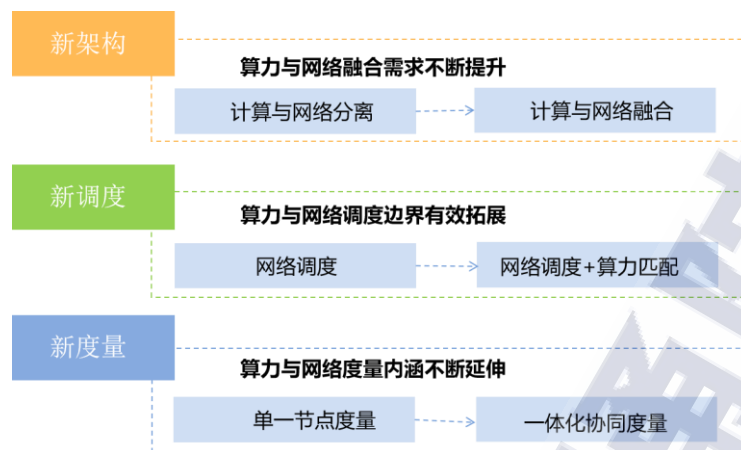 新架构
算力与网络融合需求不断提升
计算与网络分离
计算与网络融合
新调度
算力与网络调度边界有效拓展
网络调度
网络调度+算力匹配
新度量
算力与网络度量内涵不断延伸
单一节点度量
一体化协同度量